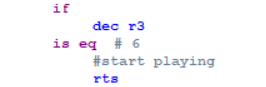 if
dec r3
is eq # 6
#start playing
rts